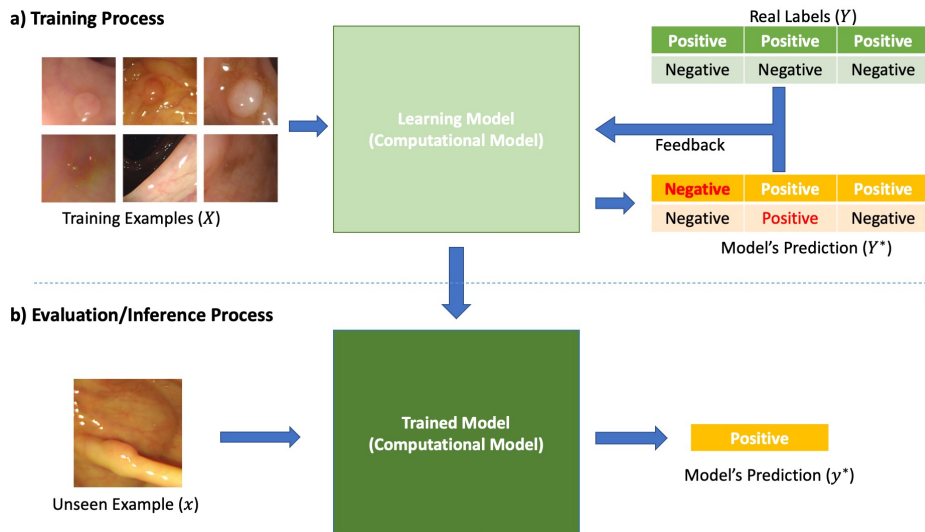 a) Training Process
Real Labels (Y)
Positive Positive Positive
Negative Negative Negative
Learning Model
(Computational Model)
Feedback
Training Examples (X)
Negative Positive Positive
Negative Positive Negative
Model's Prediction (Y*)
b) Evaluation/Inference Process
Trained Model
(Computational Model)
Positive
Unseen Example (x)
Model's Prediction (y*)